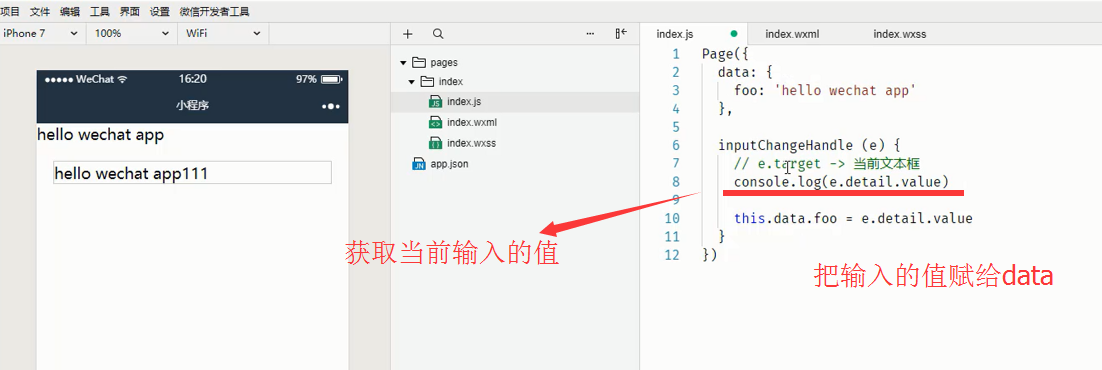 项目 文件 编辑 工具 界面 设置 微信开发者工具
iPhone 7 100% WiFi
index.js index.wxml index.wxss
WeChat 16:20 97%
小程序
hello wechat app
hello wechat app111
pages
index
index.js
index.wxml
index.wxss
app.json
1 Page({
2 data: {
3 foo: 'hello wechat app'
4 },
5
6 inputChangeHandle (e) {
7 // e.target -> 当前文本框
8 console.log(e.detail.value)
9
10 this.data.foo = e.detail.value
11 }
12 })
获取当前输入的值
把输入的值赋给data